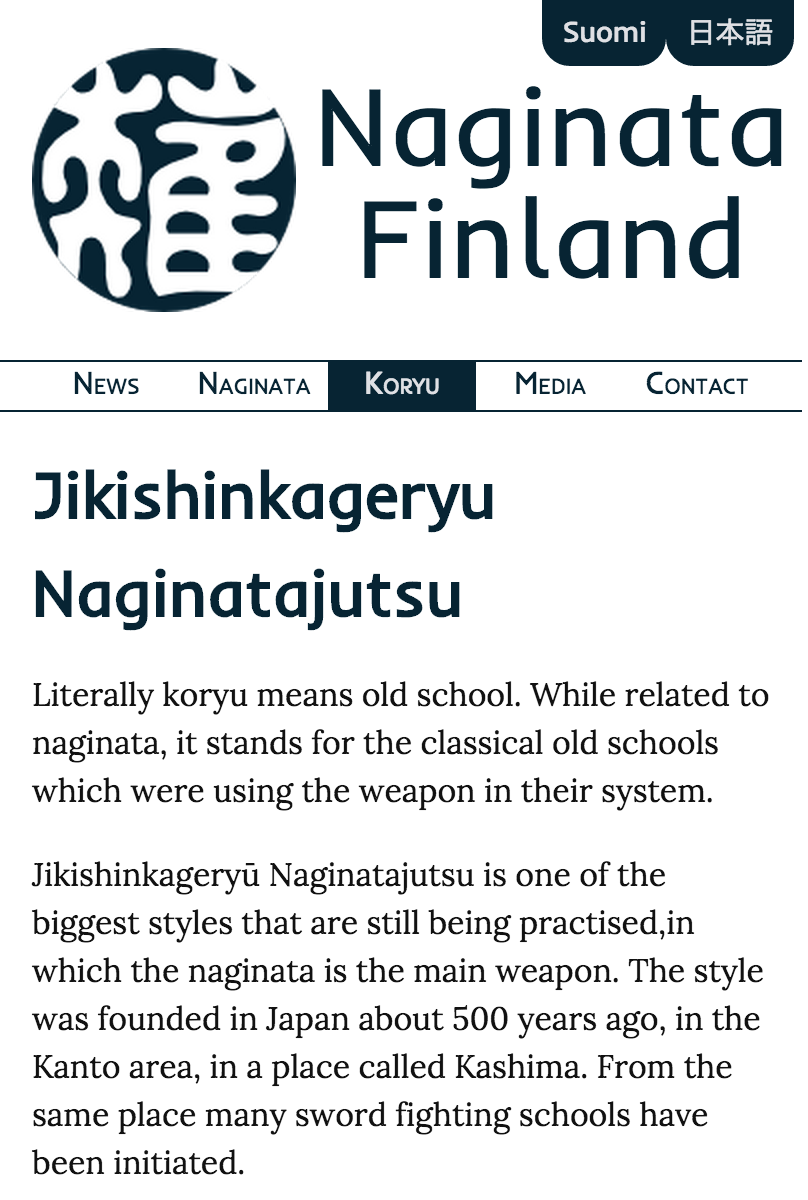 Suomi 日本語
Naginata
Finland
News Naginata Koryu Media Contact
Jikishinkageryu
Naginatajutsu
Literally koryu means old school. While related to
naginata, it stands for the classical old schools
which were using the weapon in their system.
Jikishinkageryū Naginatajutsu is one of the
biggest styles that are still being practised,in
which the naginata is the main weapon. The style
was founded in Japan about 500 years ago, in the
Kanto area, in a place called Kashima. From the
same place many sword fighting schools have
been initiated.